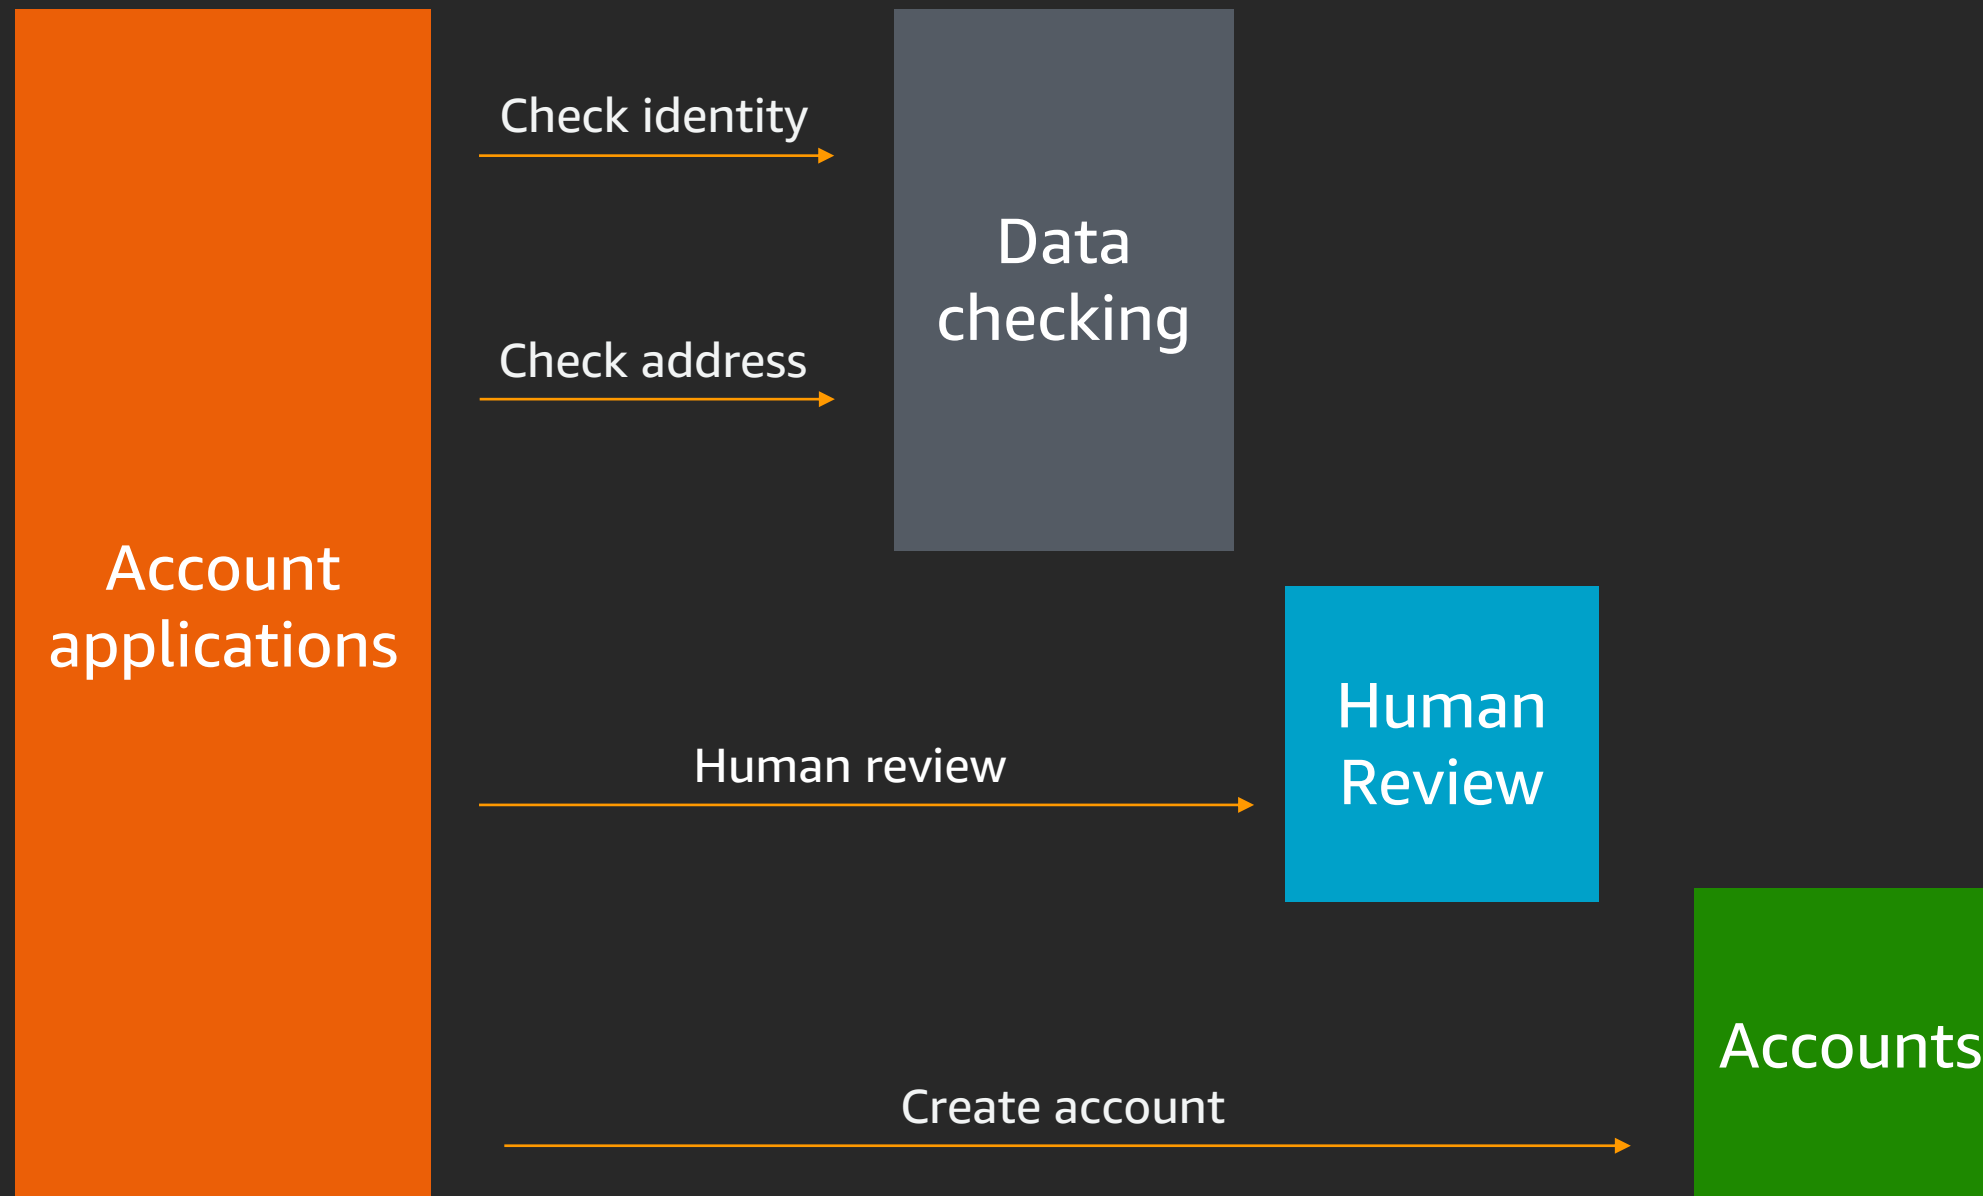 Check identity
Data
checking
Check address
Account
applications
Human
Review
Human review
Accounts
Create account